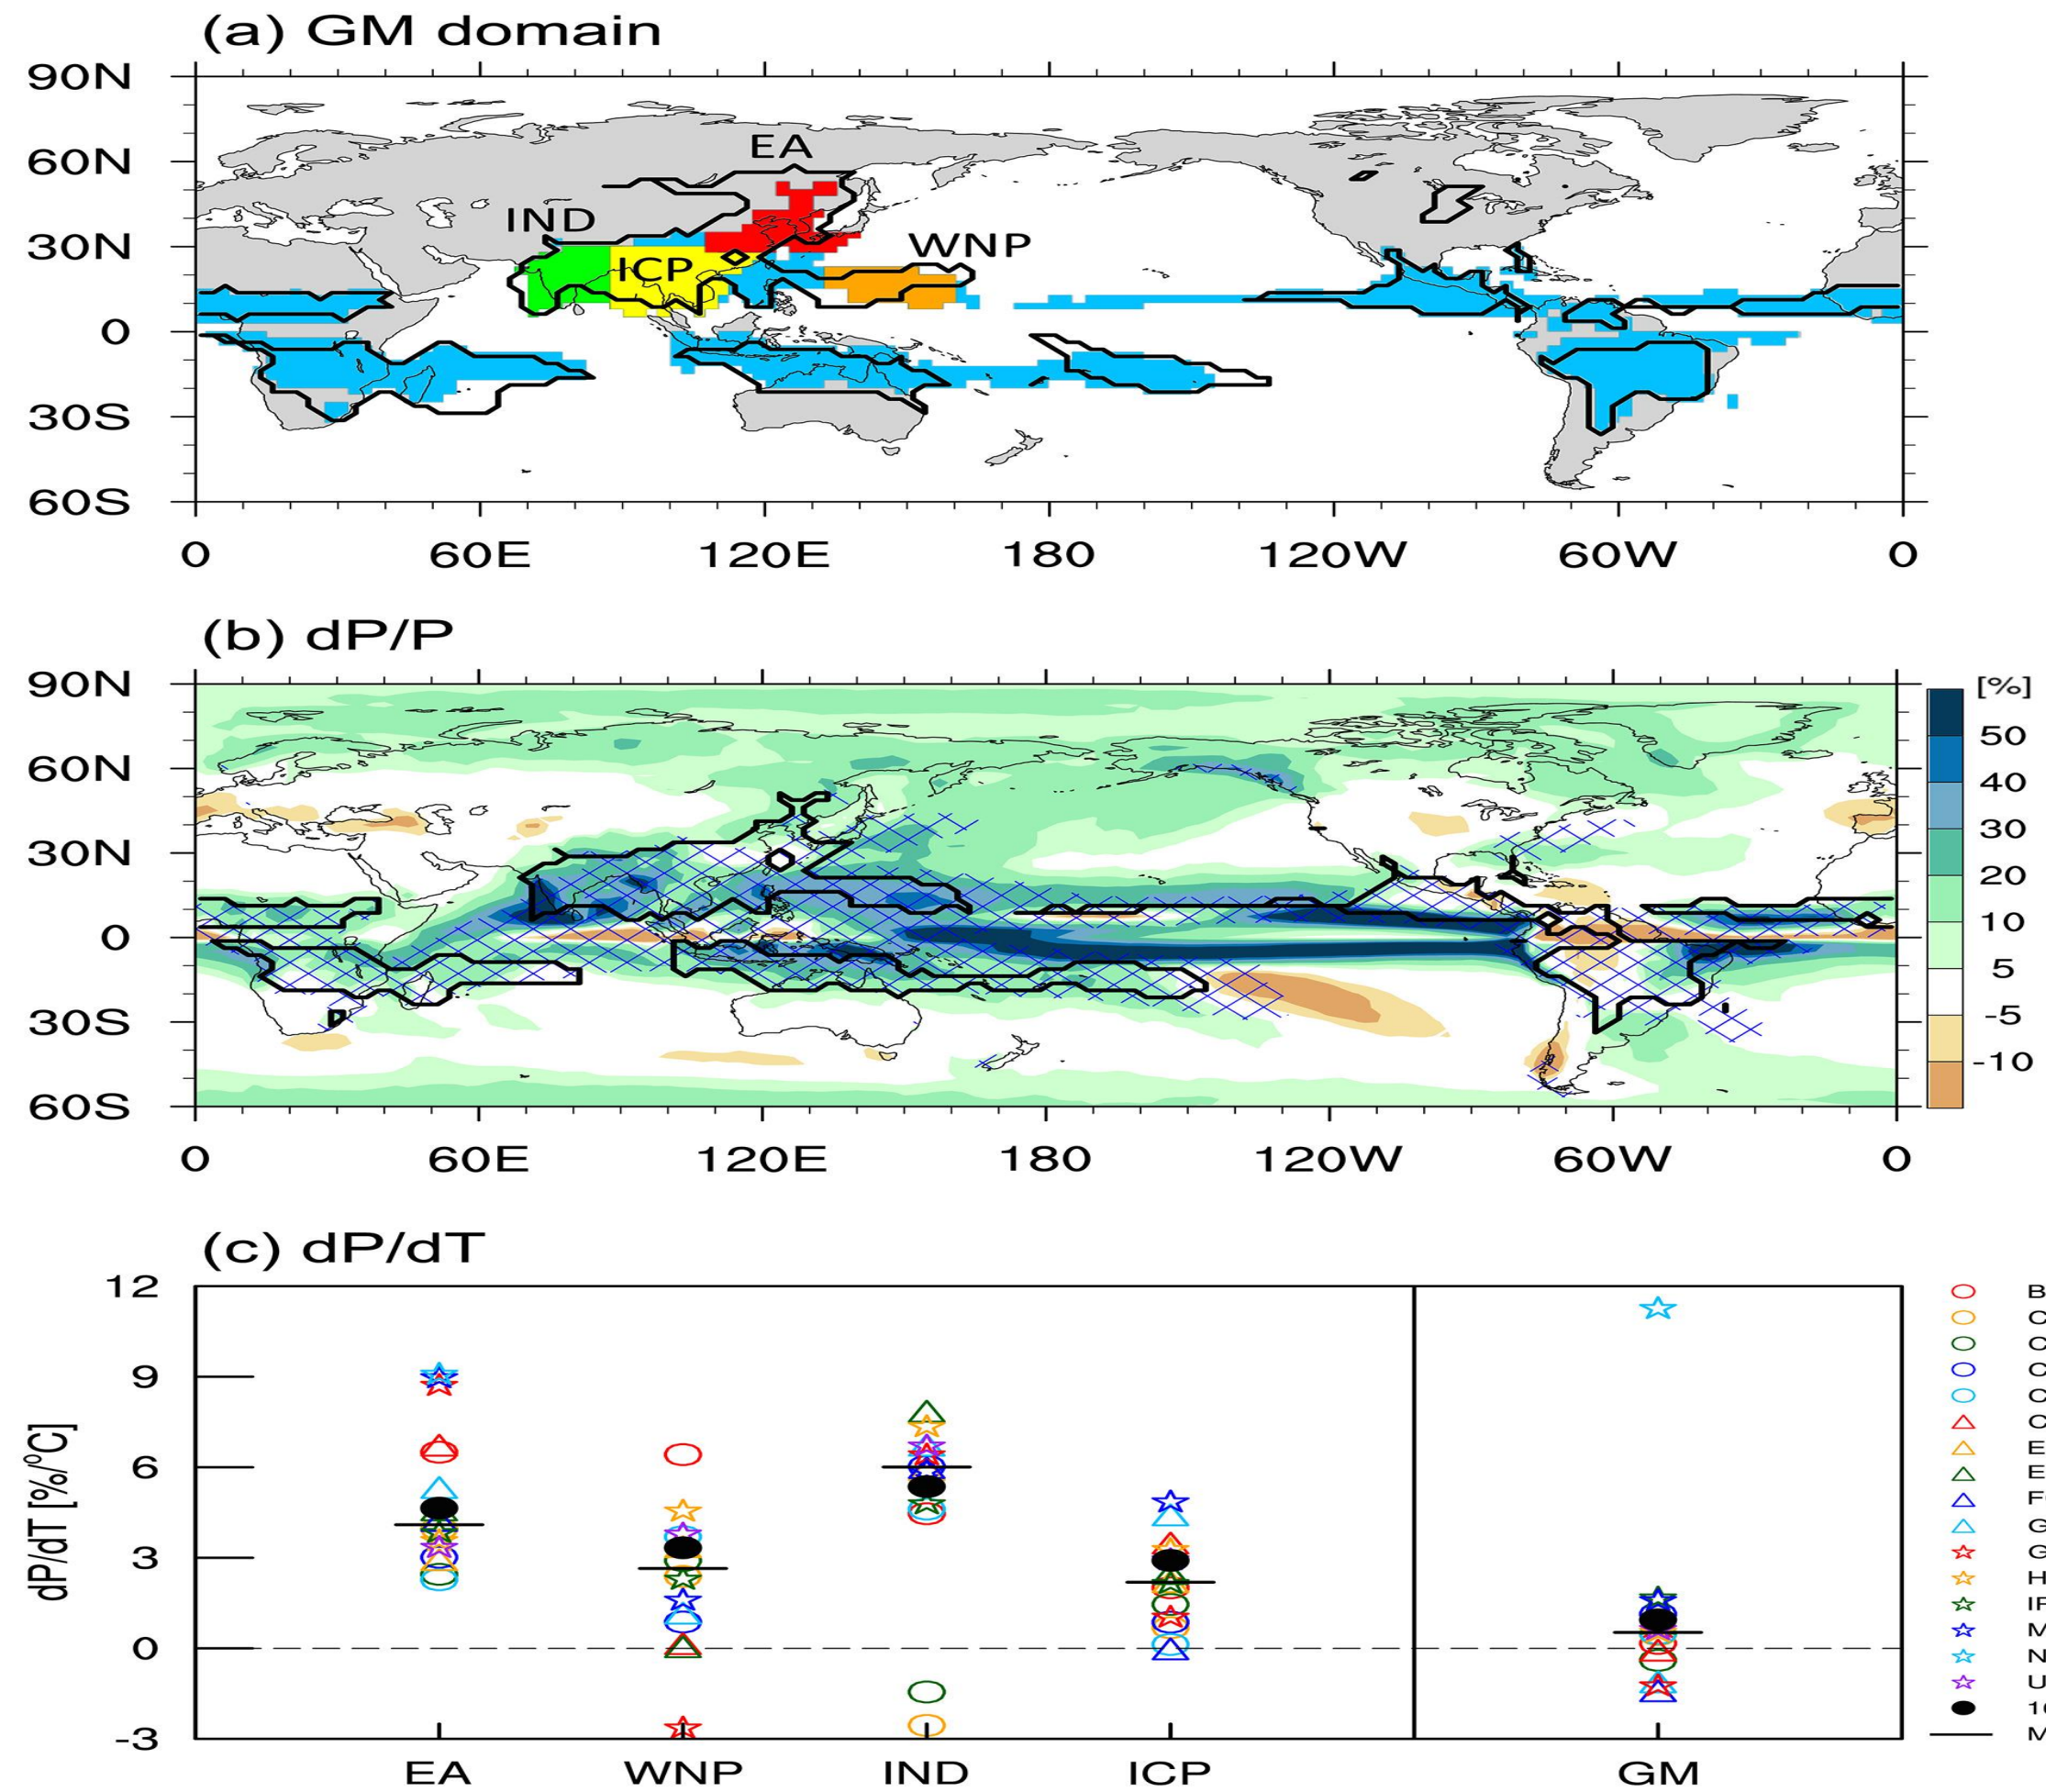 (a) GM domain
90N
60N
30N
0
30S
60S
EA
IND
ICP
WNP
0 60E 120E 180 120W 60W 0
(b) dP/P
90N
60N
30N
0
30S
60S
[%]
50
40
30
20
10
5
-5
-10
0 60E 120E 180 120W 60W 0
(c) dP/dT
dP/dT [%/°C]
12
9
6
3
0
-3
EA WNP IND ICP GM
B
C
C
C
C
C
E
E
F
G
G
H
IF
M
N
U
M